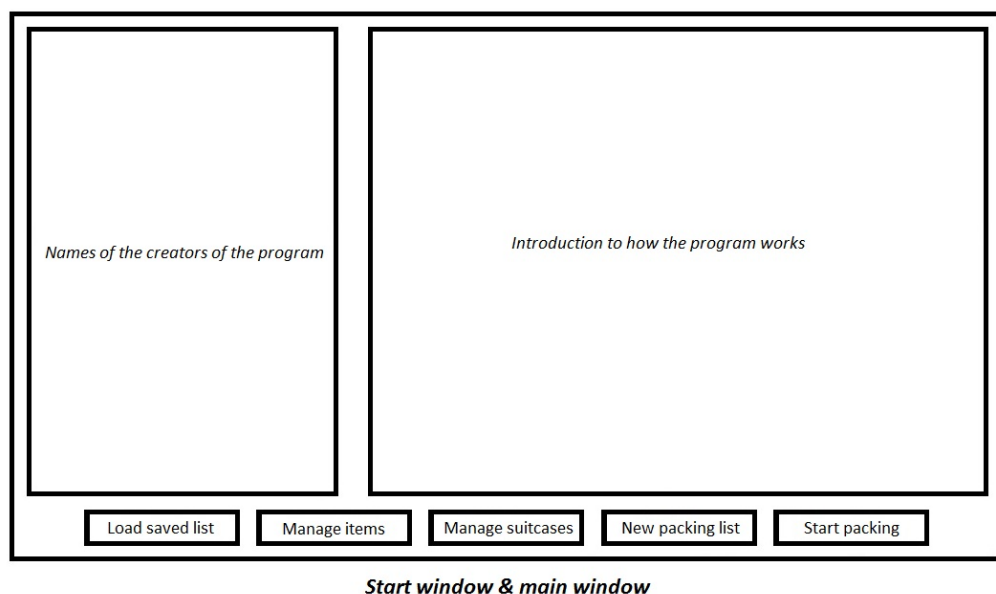 Names of the creators of the program
Introduction to how the program works
Load saved list
Manage items
Manage suitcases
New packing list
Start packing
Start window & main window